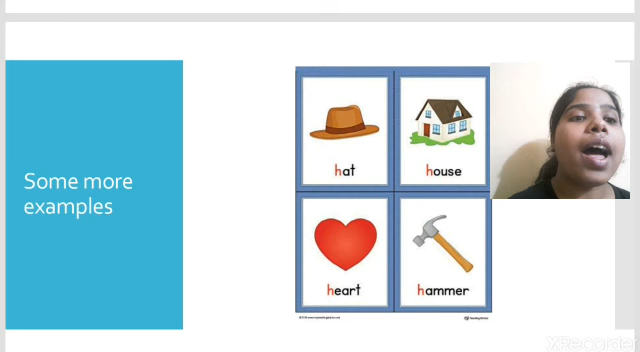 Some more
examples
hat
house
heart
hammer
XRecorder